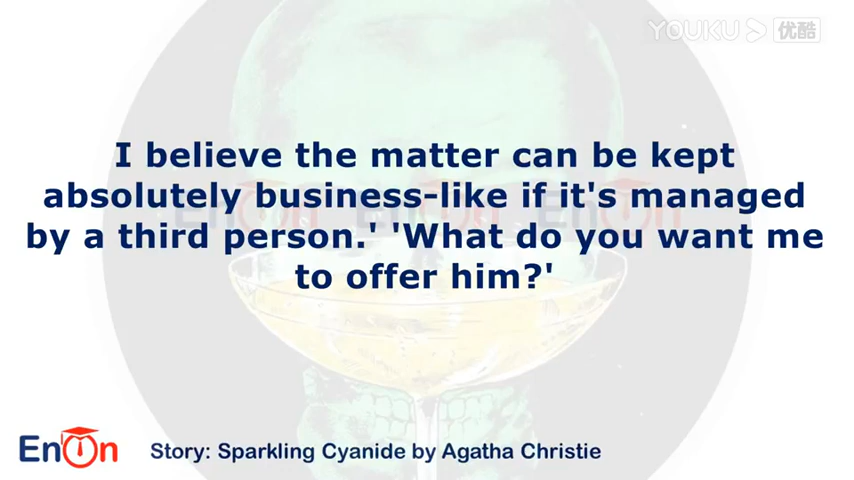 YOUKU 优酷
I believe the matter can be kept
absolutely business-like if it's managed
by a third person.' 'What do you want me
to offer him?'
EnOn
Story: Sparkling Cyanide by Agatha Christie